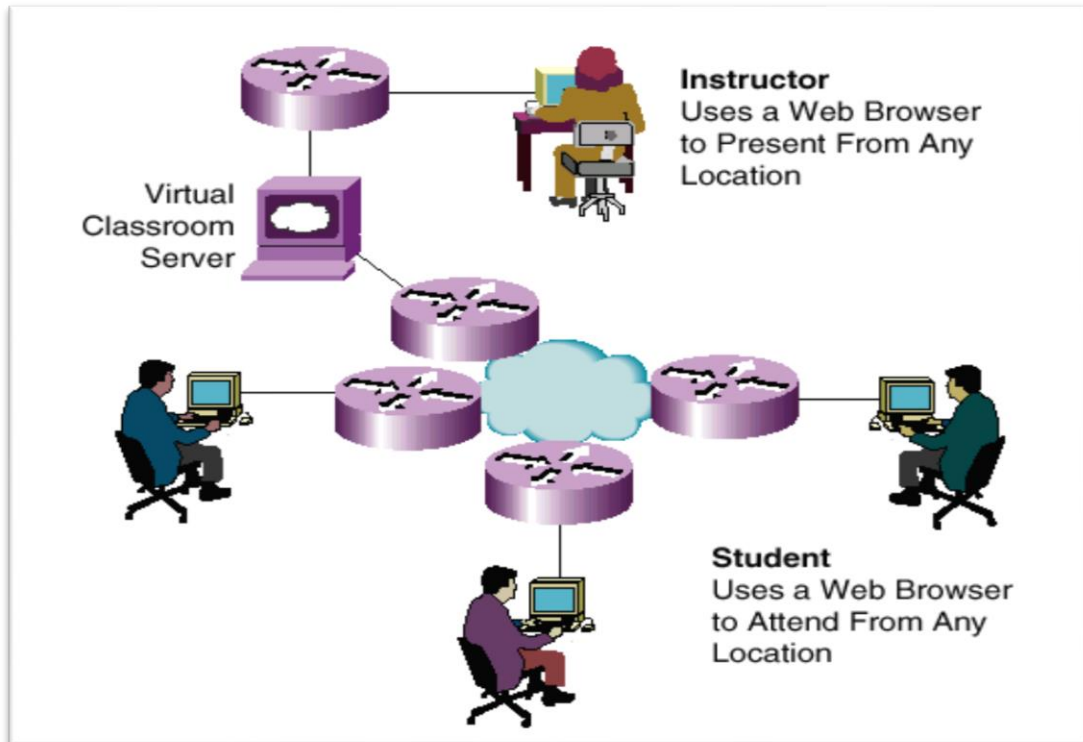 Instructor
Uses a Web Browser
to Present From Any
Location
Virtual
Classroom
Server
Student
Uses a Web Browser
to Attend From Any
Location